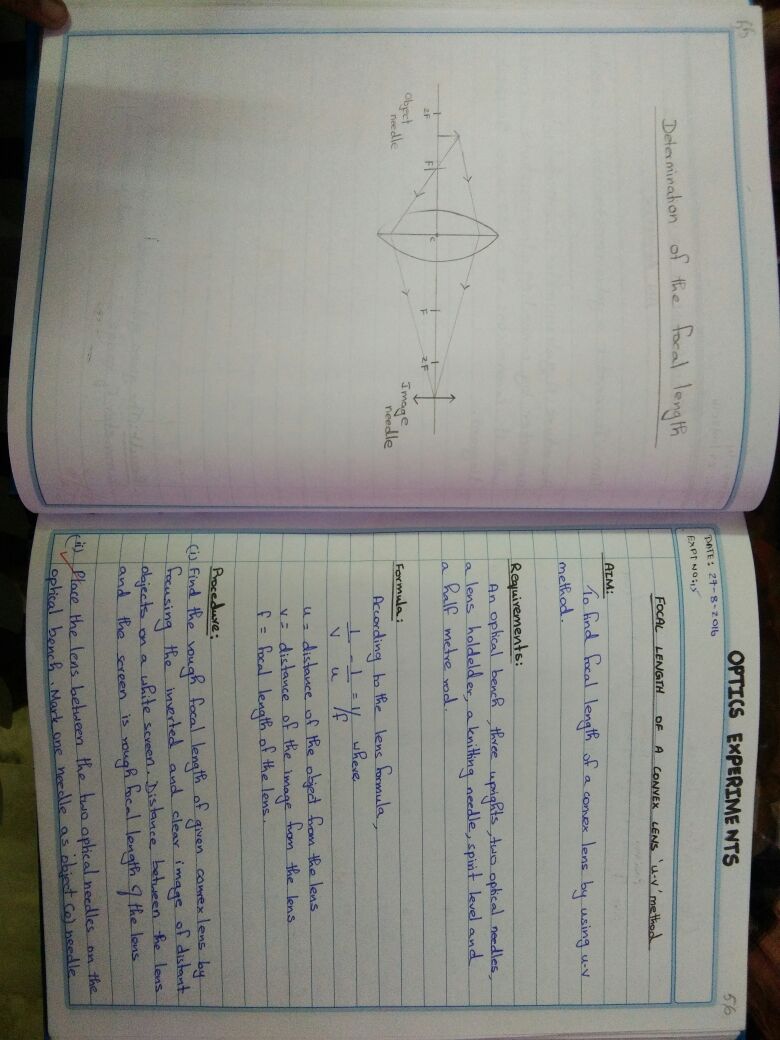 Determination of the focal length
2F
F
c
F
2F
Object
needle
Image
needle
OPTICS EXPERIMENTS
56
DATE: 27-8-2016
EXPT NO:15
FOCAL LENGTH OF A CONVEX LENS 'u-v' method
AIM:
To find focal length of a convex lens by using u-v
method.
Requirements:
An optical bench, three uprights, two optical needles,
a lens holdelder, a knitting needle, spirit level and
a half metre rod.
Formula:
According to the lens formula,
1/v - 1/u = 1/f where
u = distance of the object from the lens
v = distance of the image from the lens
f = focal length of the lens.
Procedure:
(i) Find the rough focal length of given convex lens by
focusing the inverted and clear image of distant
objects on a white screen. Distance between the lens
and the screen is rough focal length of the lens
(ii) Place the lens between the two optical needles on the
optical bench. Mark one needle as object (o) needle